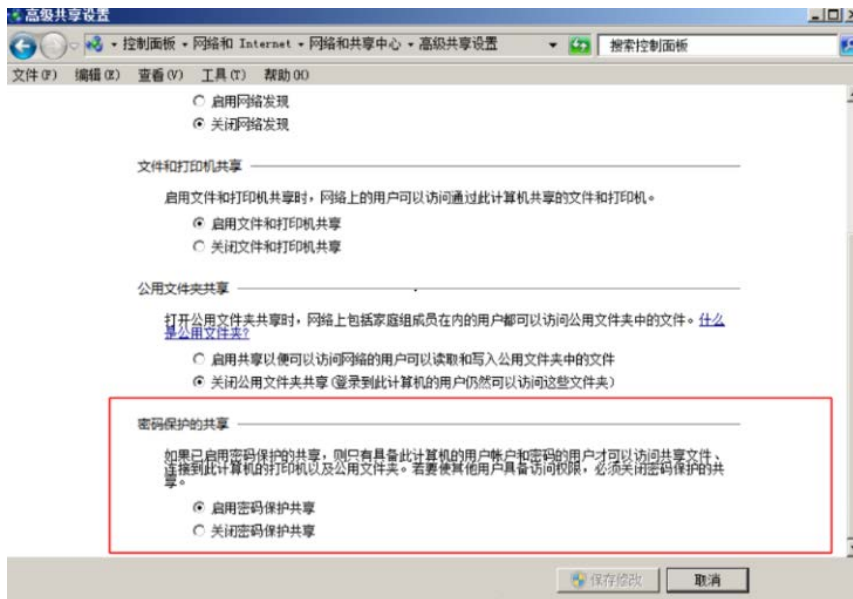 高级共享设置
控制面板 • 网络和 Internet • 网络和共享中心 • 高级共享设置
搜索控制面板
文件(F) 编辑(E) 查看(V) 工具(T) 帮助(H)
启用网络发现
关闭网络发现
文件和打印机共享
启用文件和打印机共享时，网络上的用户可以访问通过此计算机共享的文件和打印机。
启用文件和打印机共享
关闭文件和打印机共享
公用文件夹共享
打开公用文件夹共享时，网络上包括家庭组成员在内的用户都可以访问公用文件夹中的文件。什么
是公用文件夹?
启用共享以便可以访问网络的用户可以读取和写入公用文件夹中的文件
关闭公用文件夹共享(登录到此计算机的用户仍然可以访问这些文件夹)
密码保护的共享
如果已启用密码保护的共享，则只有具备此计算机的用户帐户和密码的用户才可以访问共享文件、
连接到此计算机的打印机以及公用文件夹。若要使其他用户具备访问权限，必须关闭密码保护的共
享。
启用密码保护共享
关闭密码保护共享
保存修改
取消